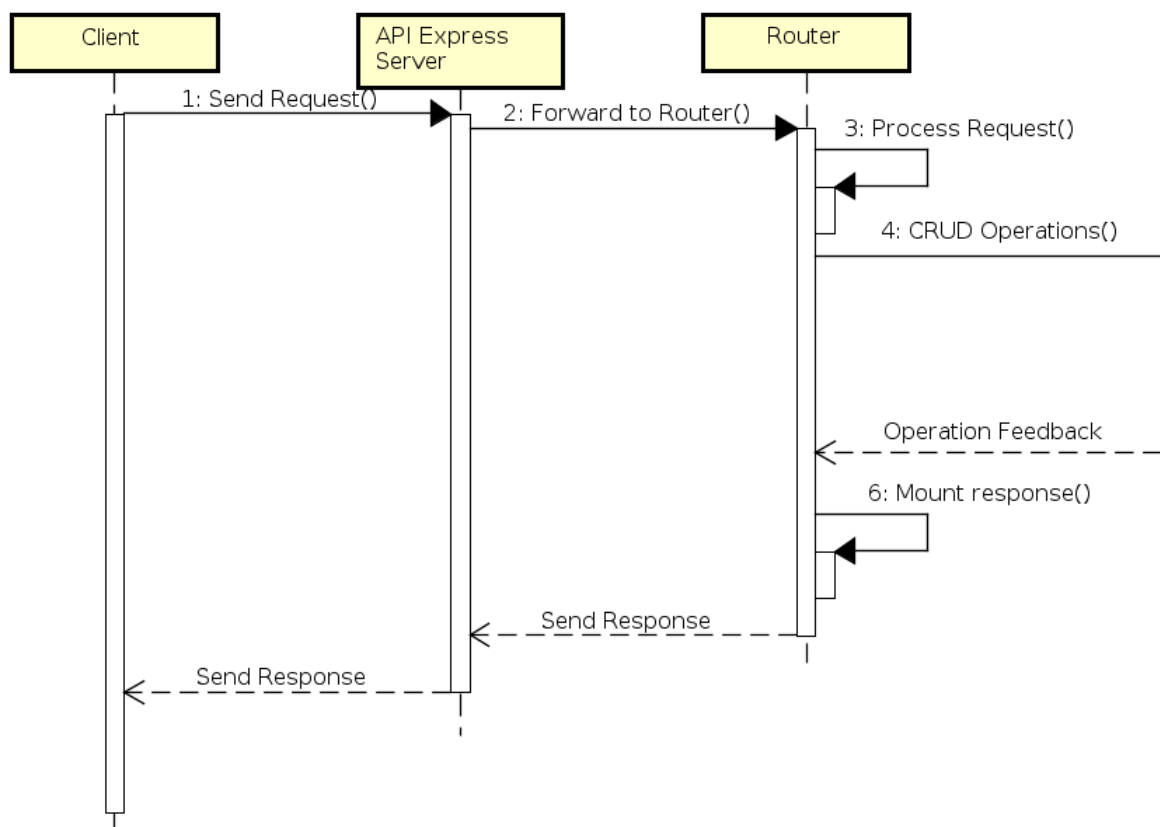 Client
API Express
Server
Router
1: Send Request()
2: Forward to Router()
3: Process Request()
4: CRUD Operations()
Operation Feedback
6: Mount response()
Send Response
Send Response